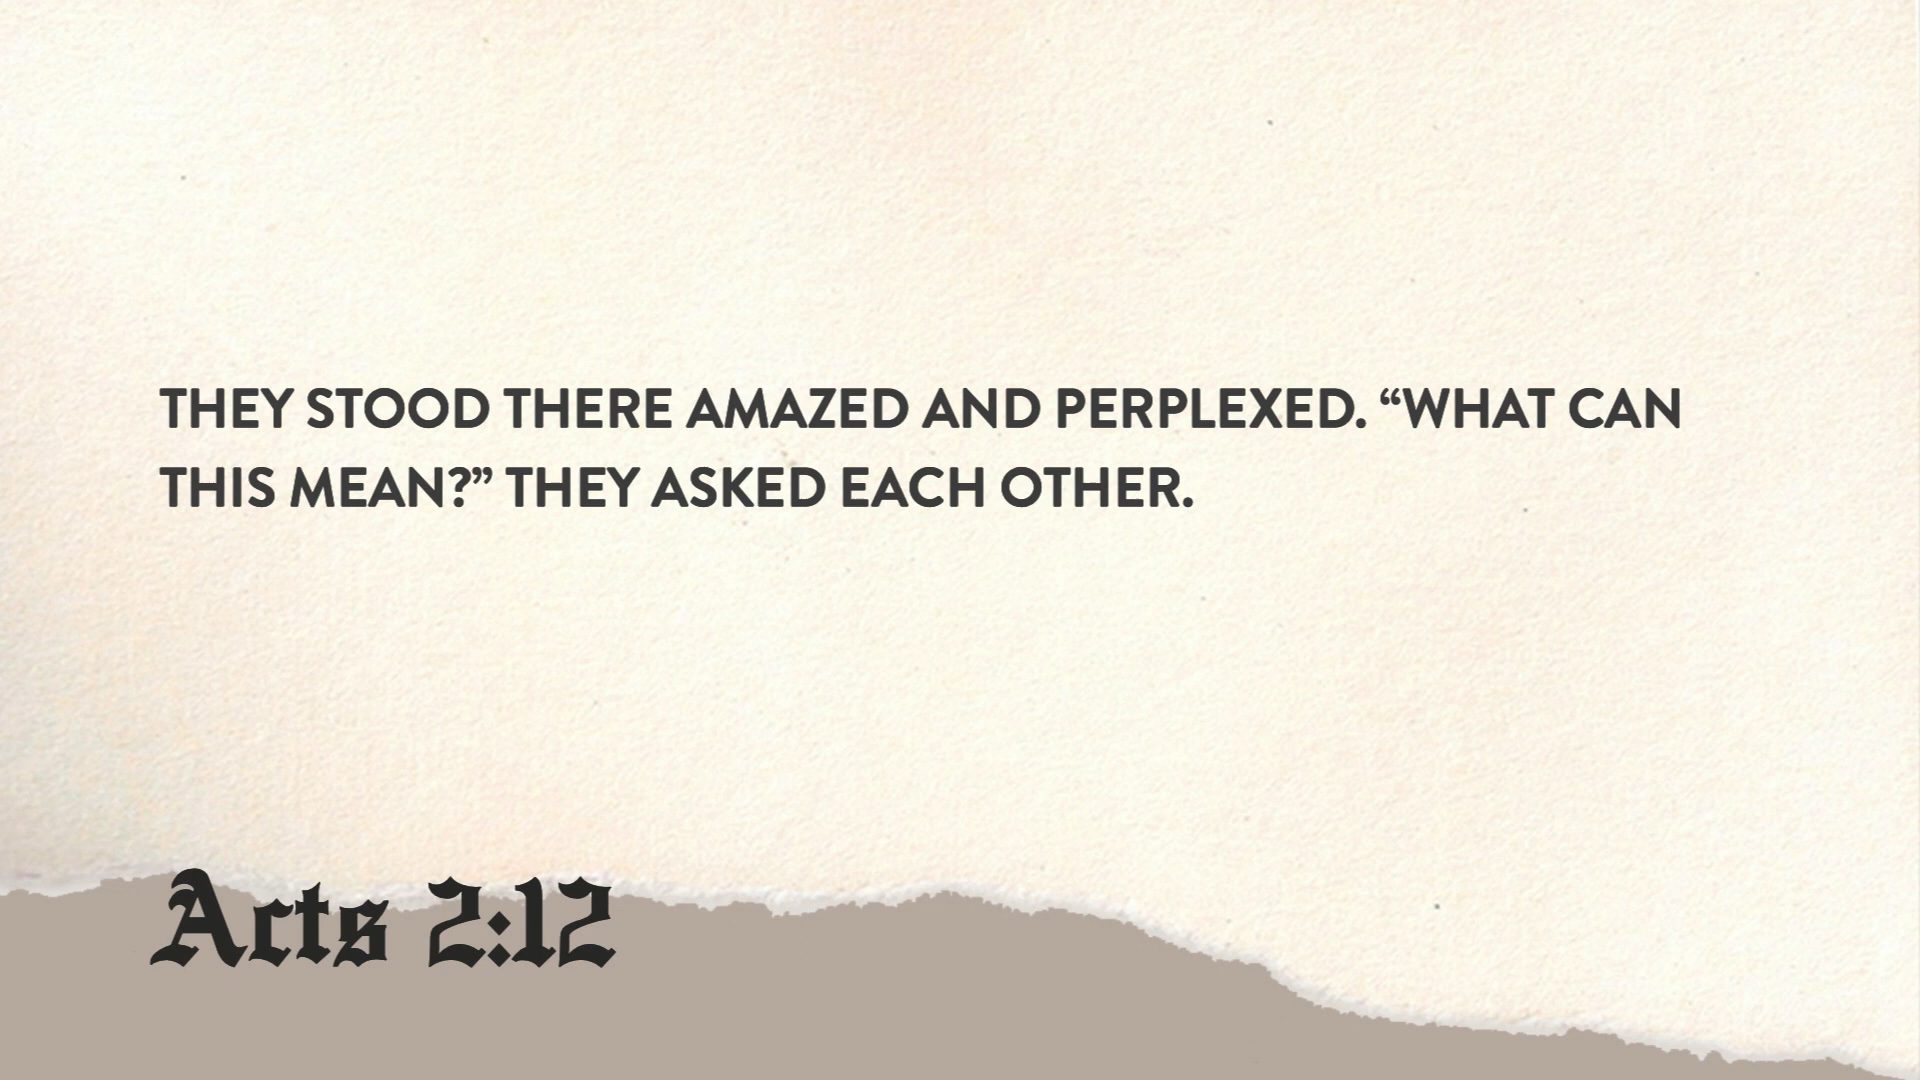 THEY STOOD THERE AMAZED AND PERPLEXED. “WHAT CAN
THIS MEAN?” THEY ASKED EACH OTHER.
Acts 2:12